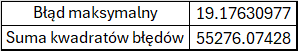 Błąd maksymalny 19.17630977
Suma kwadratów błędów 55276.07428